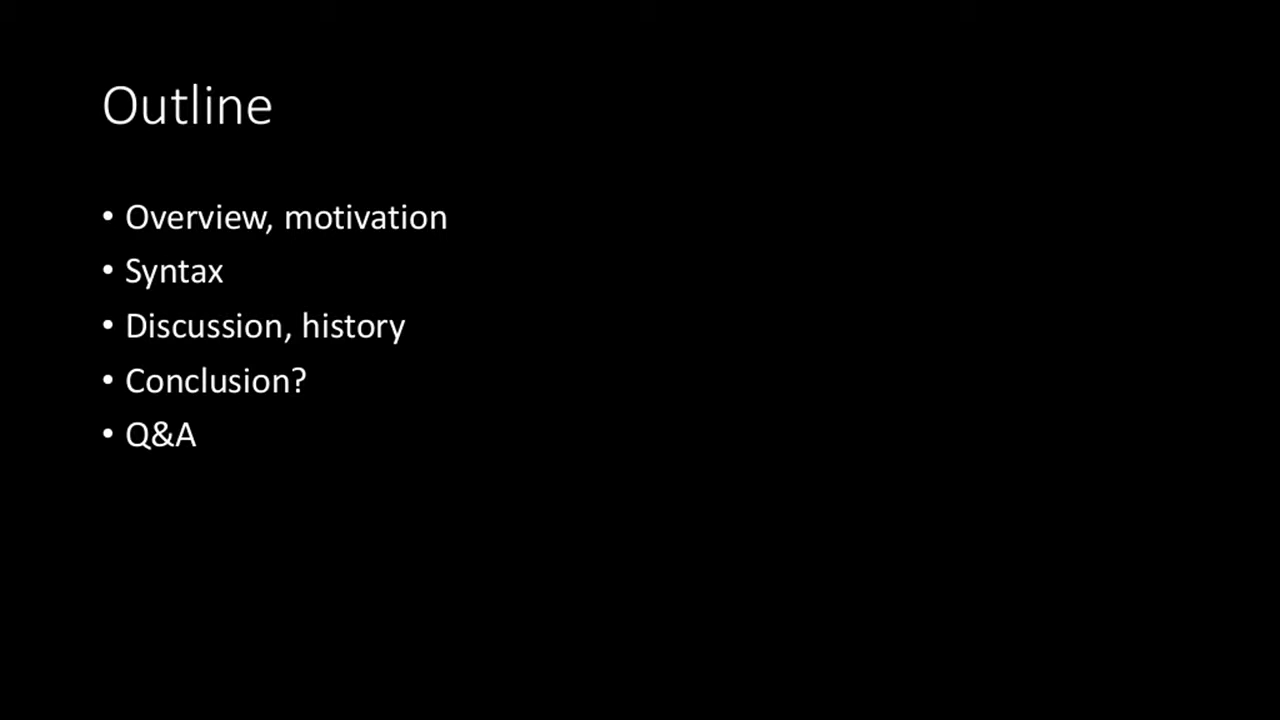 Outline
• Overview, motivation
• Syntax
• Discussion, history
• Conclusion?
• Q&A